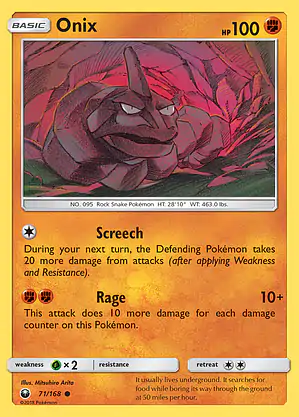 BASIC Onix HP 100
NO. 095 Rock Snake Pokémon HT: 28'10" WT: 463.0 lbs.
Screech
During your next turn, the Defending Pokémon takes
20 more damage from attacks (after applying Weakness
and Resistance).
Rage 10+
This attack does 10 more damage for each damage
counter on this Pokémon.
weakness × 2 resistance retreat
Illus. Mitsuhiro Arita
71/168
©2018 Pokémon
It usually lives underground. It searches for
food while boring its way through the ground
at 50 miles per hour.